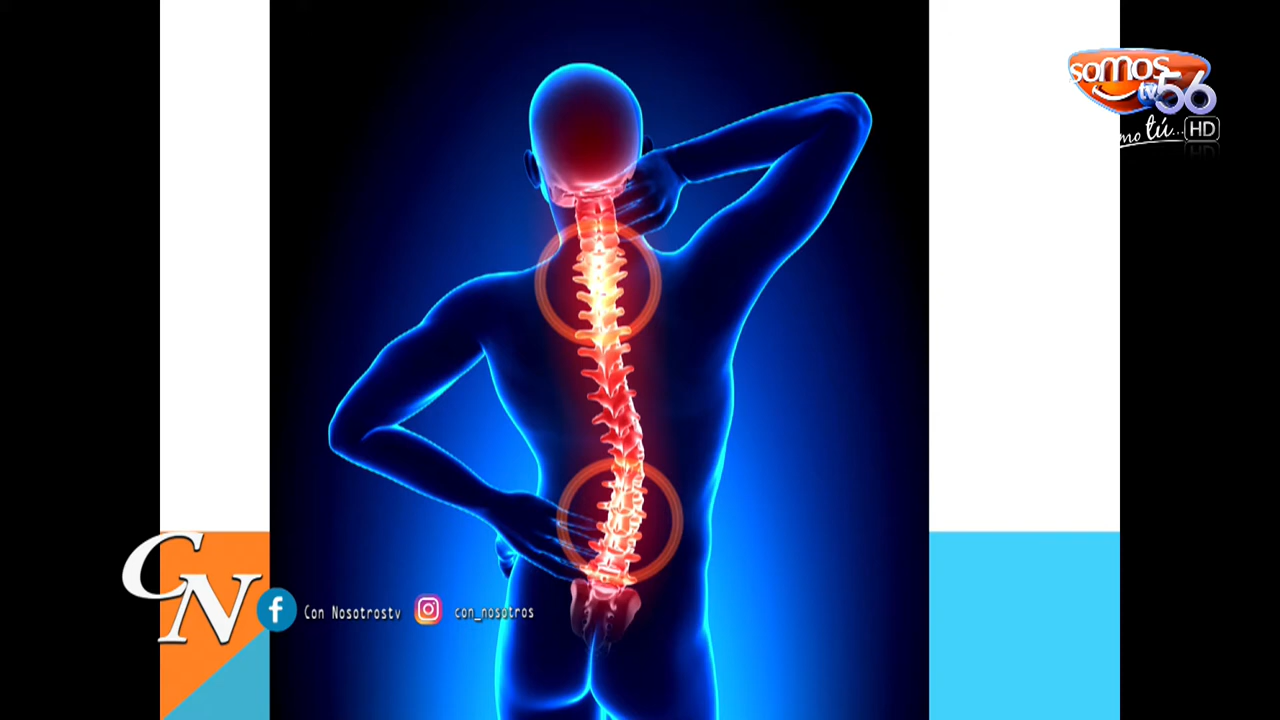 somos
tv 56
mo tú... HD
CN
Con Nosotrostv
con_nosotros